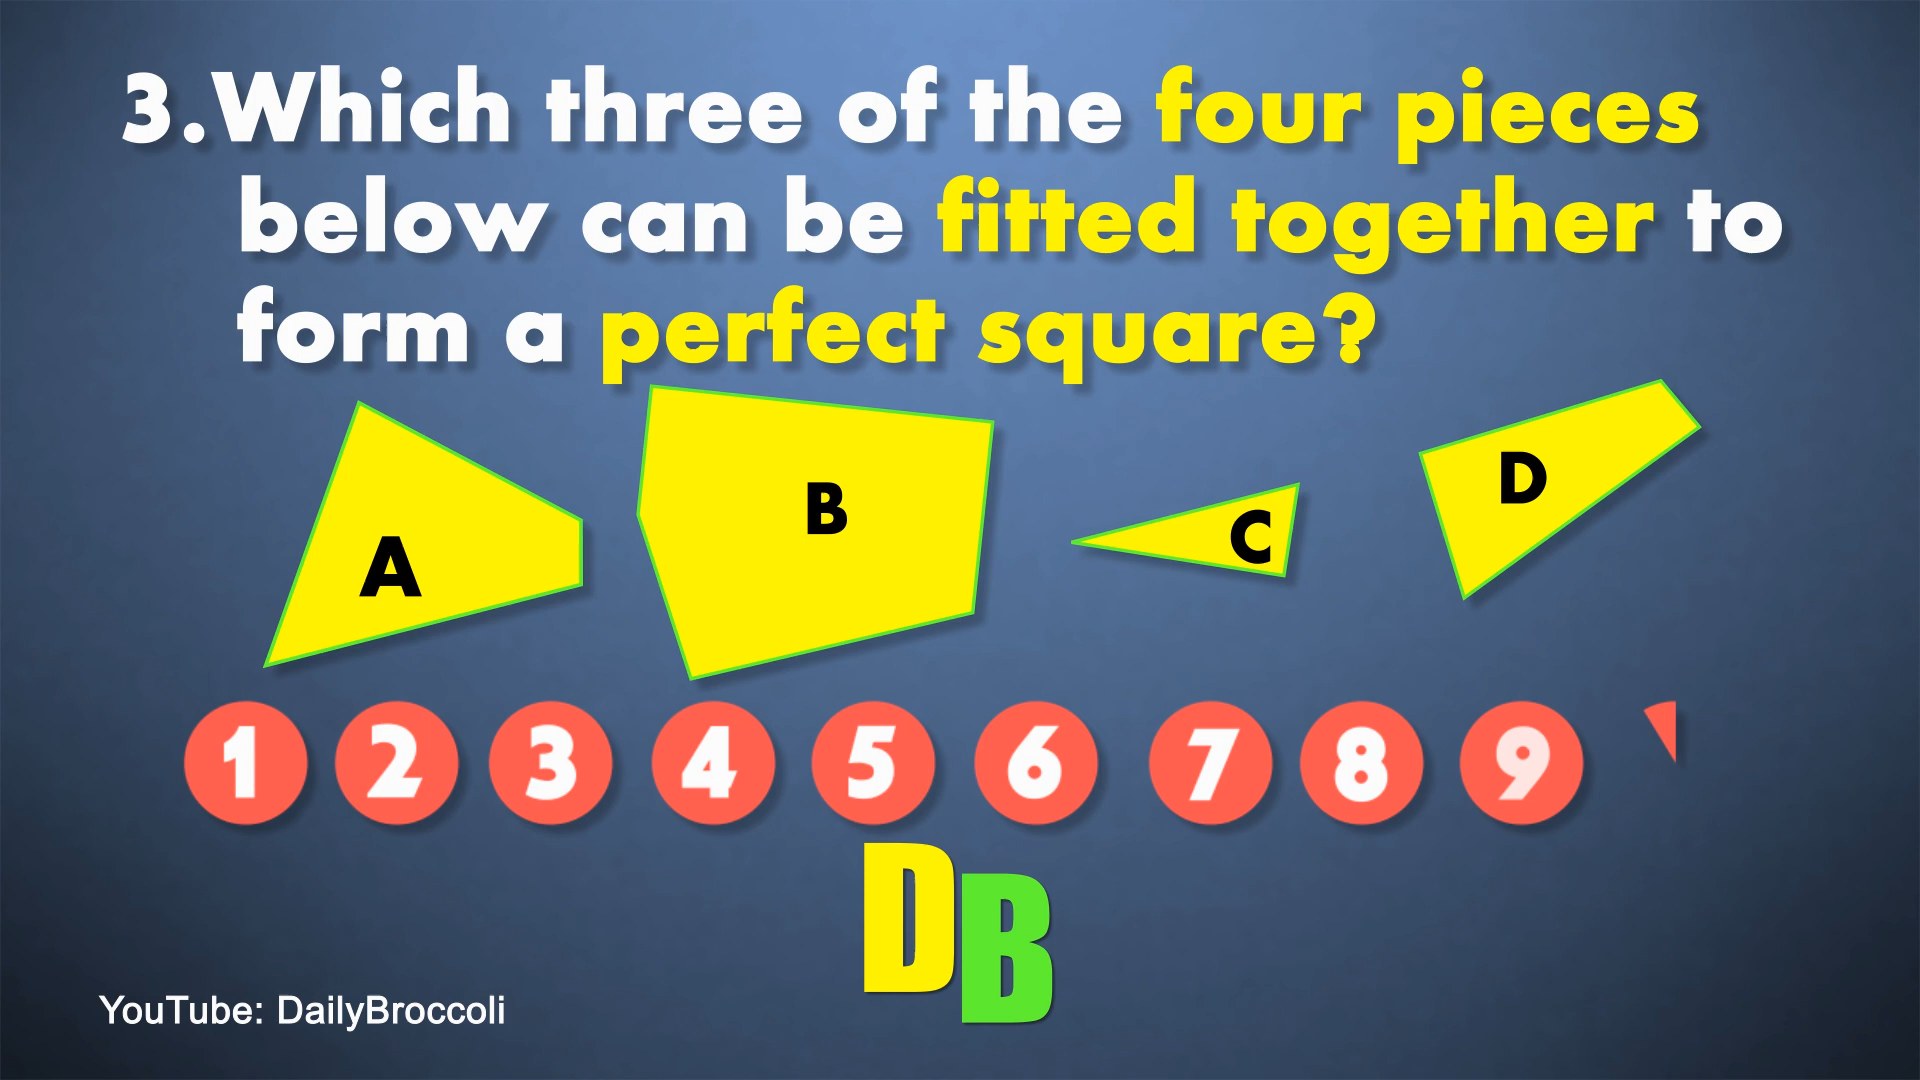 3.Which three of the four pieces
below can be fitted together to
form a perfect square?
A
B
C
D
1 2 3 4 5 6 7 8 9
DB
YouTube: DailyBroccoli